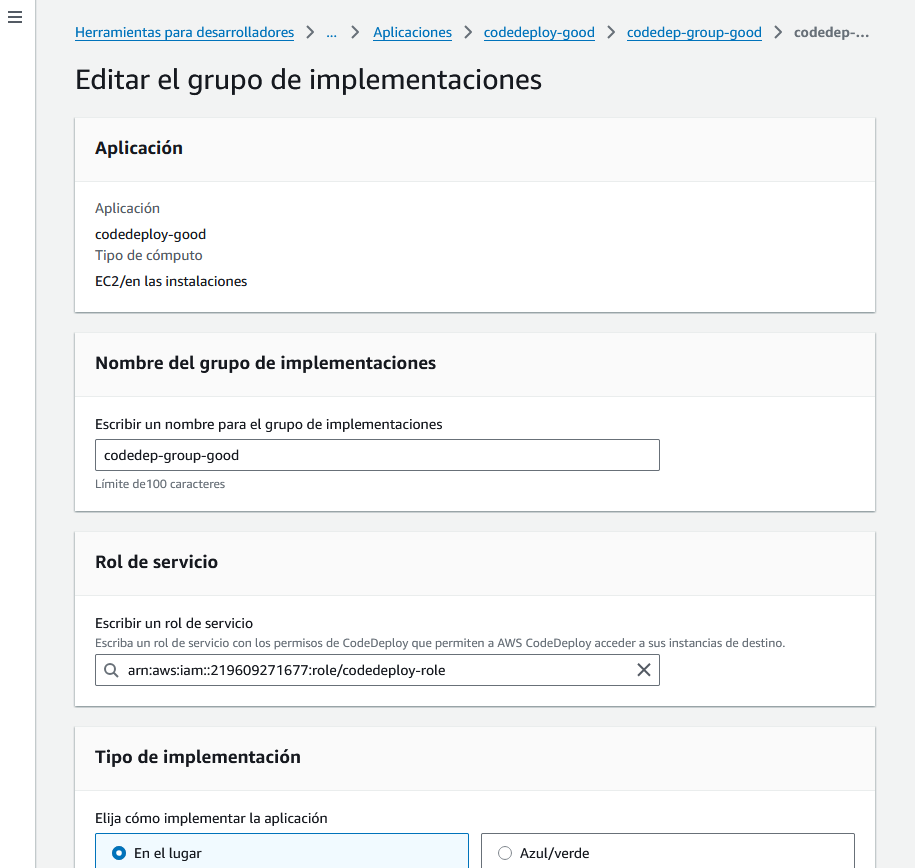 Herramientas para desarrolladores > ... > Aplicaciones > codedeploy-good > codedep-group-good > codedep-...
Editar el grupo de implementaciones
Aplicación
Aplicación
codedeploy-good
Tipo de cómputo
EC2/en las instalaciones
Nombre del grupo de implementaciones
Escribir un nombre para el grupo de implementaciones
codedep-group-good
Límite de100 caracteres
Rol de servicio
Escribir un rol de servicio
Escriba un rol de servicio con los permisos de CodeDeploy que permiten a AWS CodeDeploy acceder a sus instancias de destino.
arn:aws:iam::219609271677:role/codedeploy-role
Tipo de implementación
Elija cómo implementar la aplicación
En el lugar Azul/verde